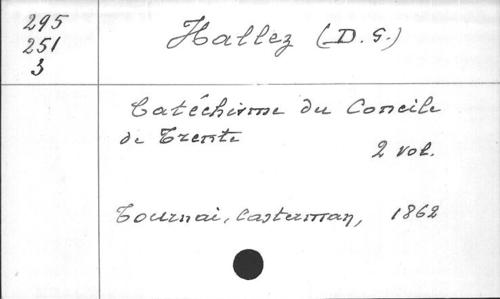 295
251
3
Hallez (D. G.)
Catéchisme du Concile
de Trente
2 vol.
Tournai, Casterman, 1862